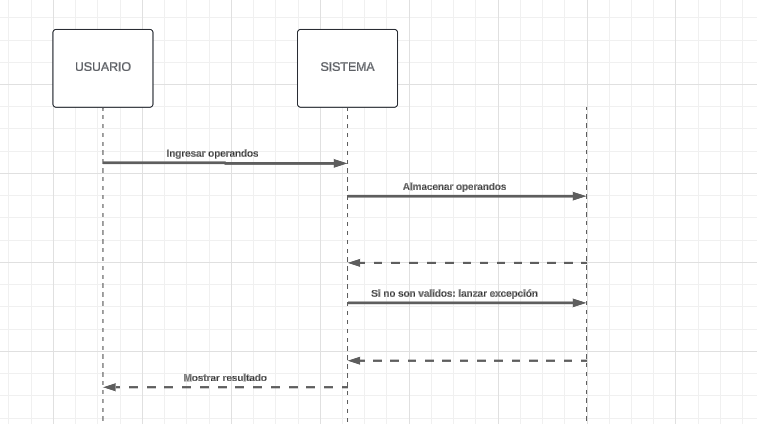 USUARIO
SISTEMA
Ingresar operandos
Almacenar operandos
Si no son validos: lanzar excepción
Mostrar resultado